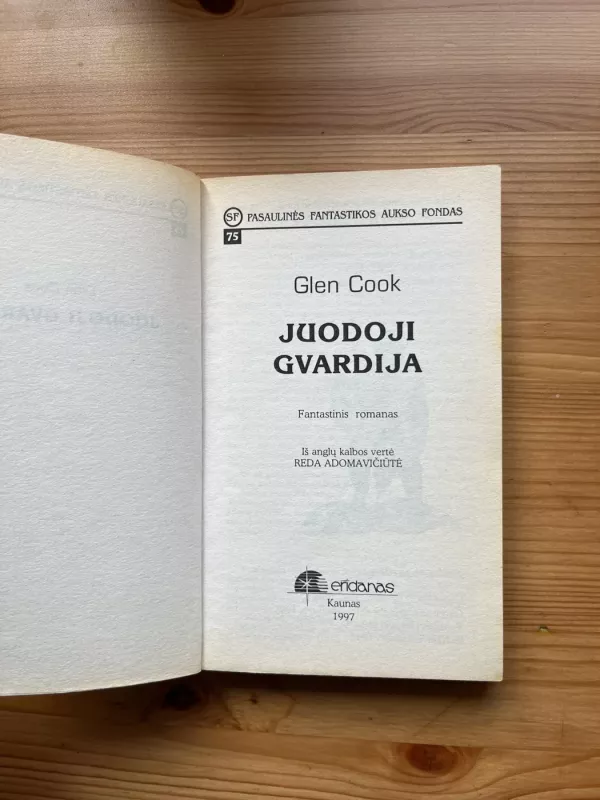 SF PASAULINĖS FANTASTIKOS AUKSO FONDAS
75
Glen Cook
JUODOJI
GVARDIJA
Fantastinis romanas
Iš anglų kalbos vertė
REDA ADOMAVIČIŪTĖ
eridanas
Kaunas
1997